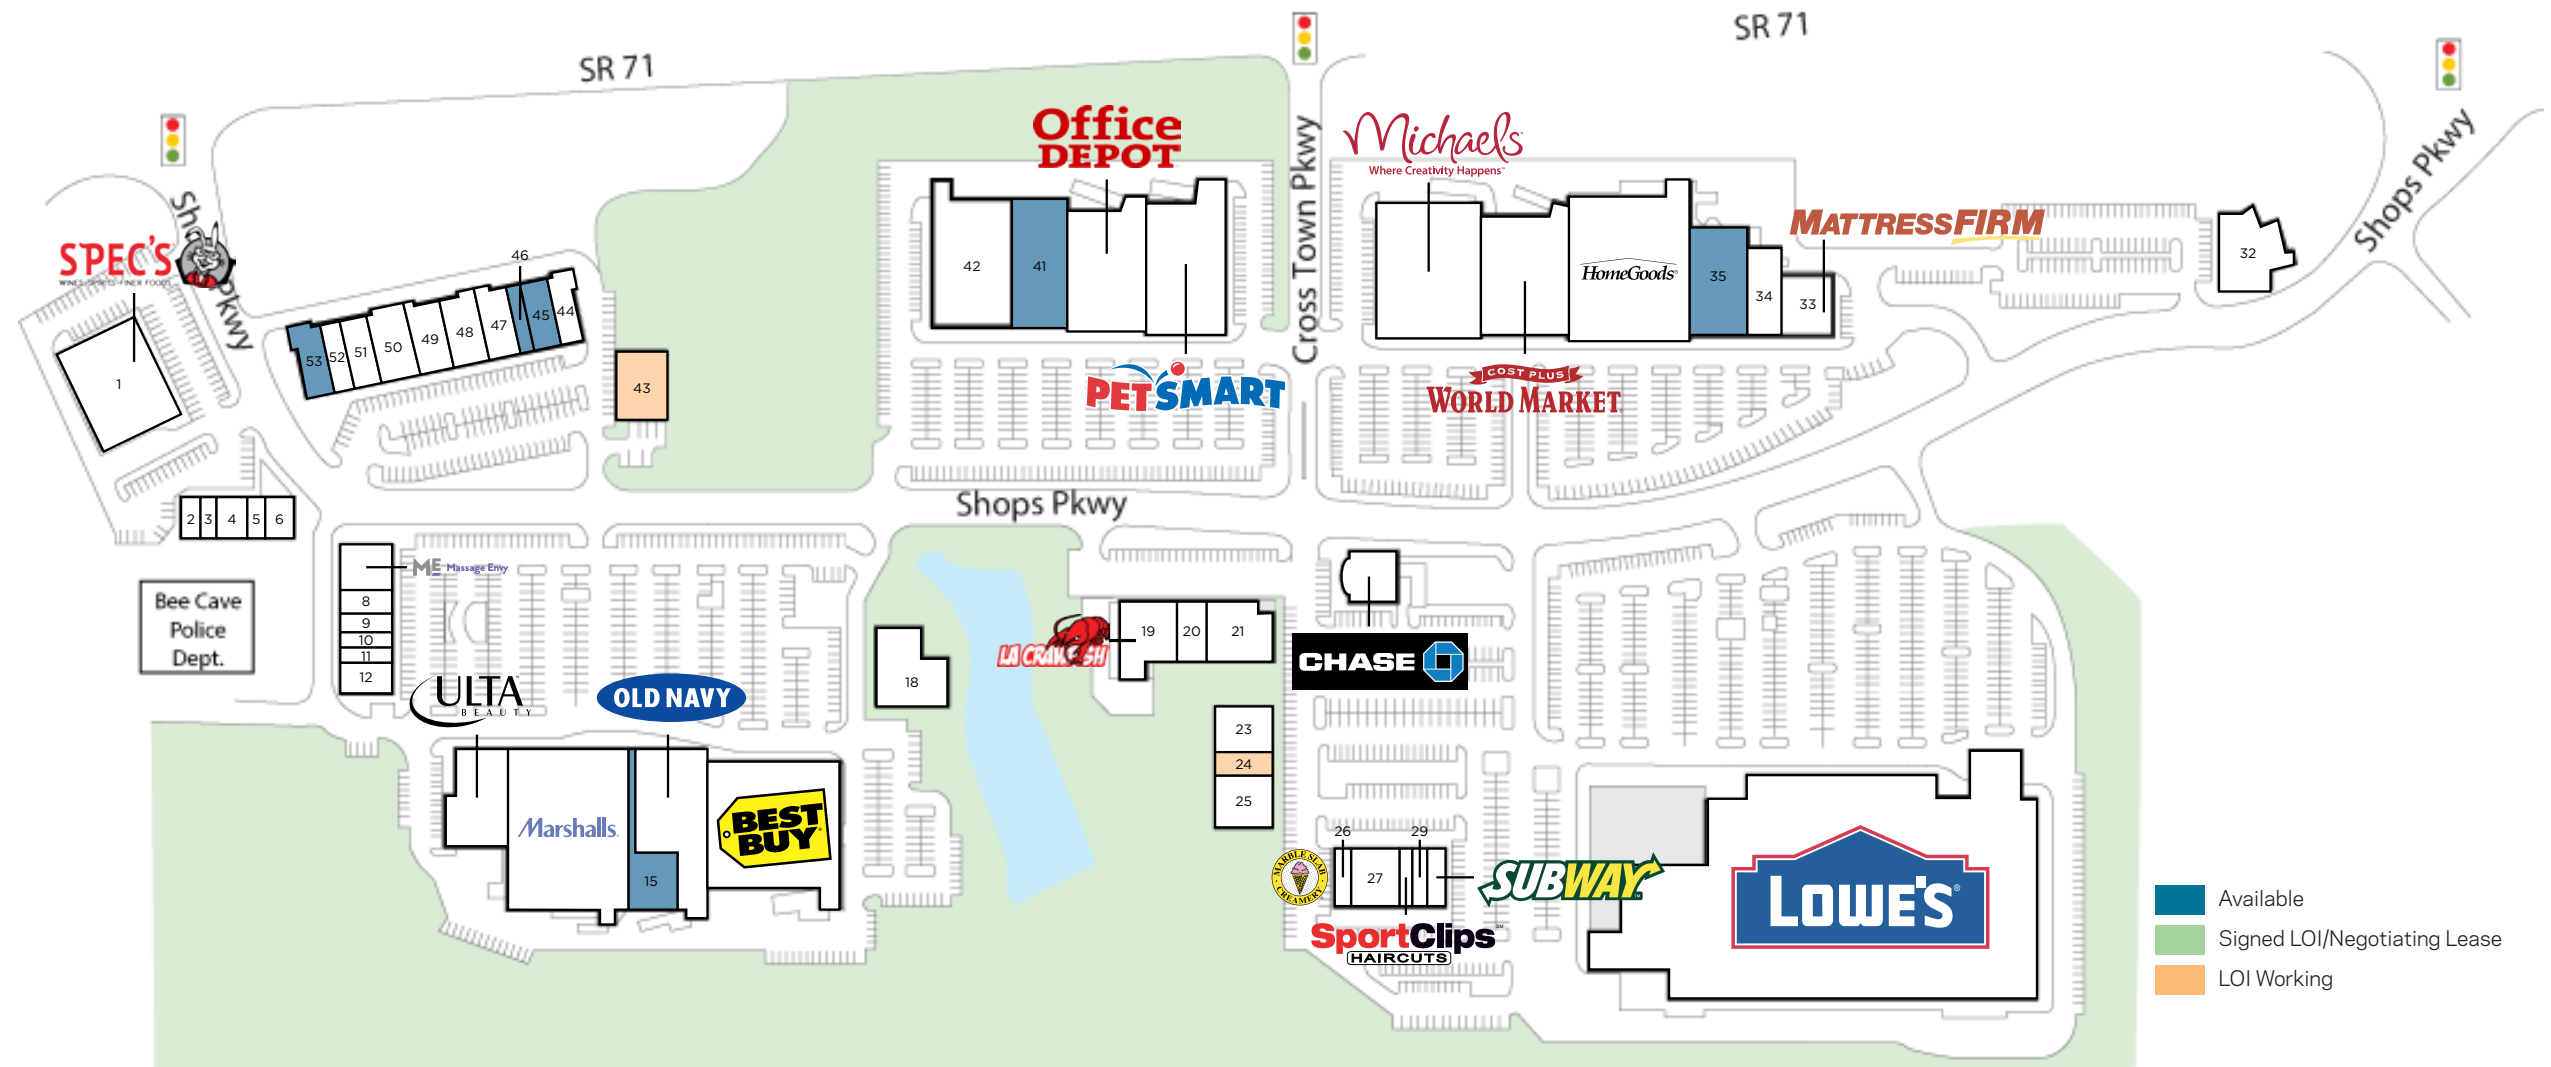 SR 71
SR 71
Shops Pkwy
Cross Town Pkwy
Office
DEPOT
Michaels
Where Creativity Happens
MATTRESSFIRM
SPEC'S
WINES·SPIRITS·FINER FOODS
Pkwy
46
53
52
51
50
49
48
47
45
44
1
43
42
41
HomeGoods
35
34
33
32
PETSMART
COST PLUS
WORLD MARKET
Shops Pkwy
2
3
4
5
6
ME Massage Envy
8
9
10
11
12
Bee Cave
Police
Dept.
ULTA
BEAUTY
OLD NAVY
Marshalls
15
BEST
BUY
18
19
20
21
CHASE
23
24
25
26
29
27
MARBLE SLAB
CREAMERY
SUBWAY
SportClips
HAIRCUTS
LOWE'S
Available
Signed LOI/Negotiating Lease
LOI Working